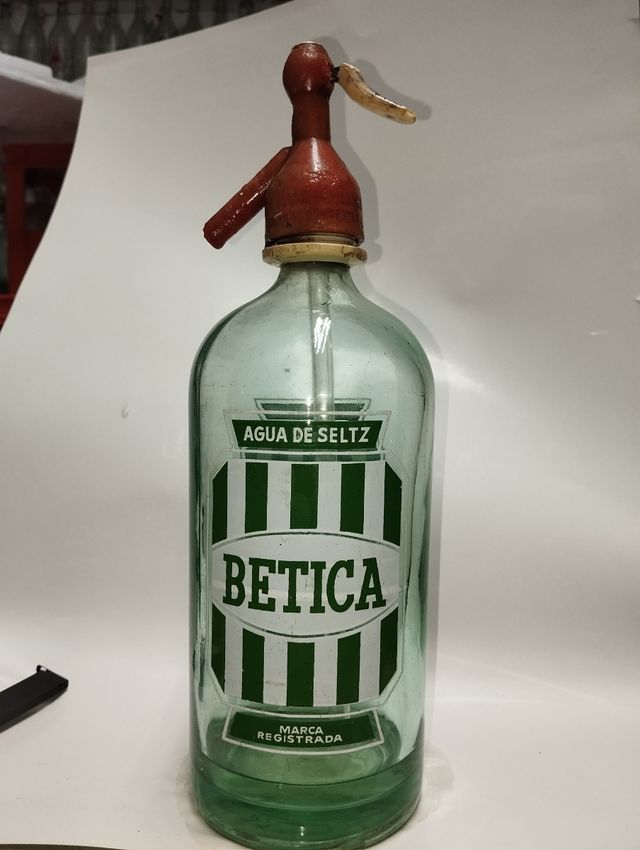 AGUA DE SELTZ
BETICA
MARCA
REGISTRADA